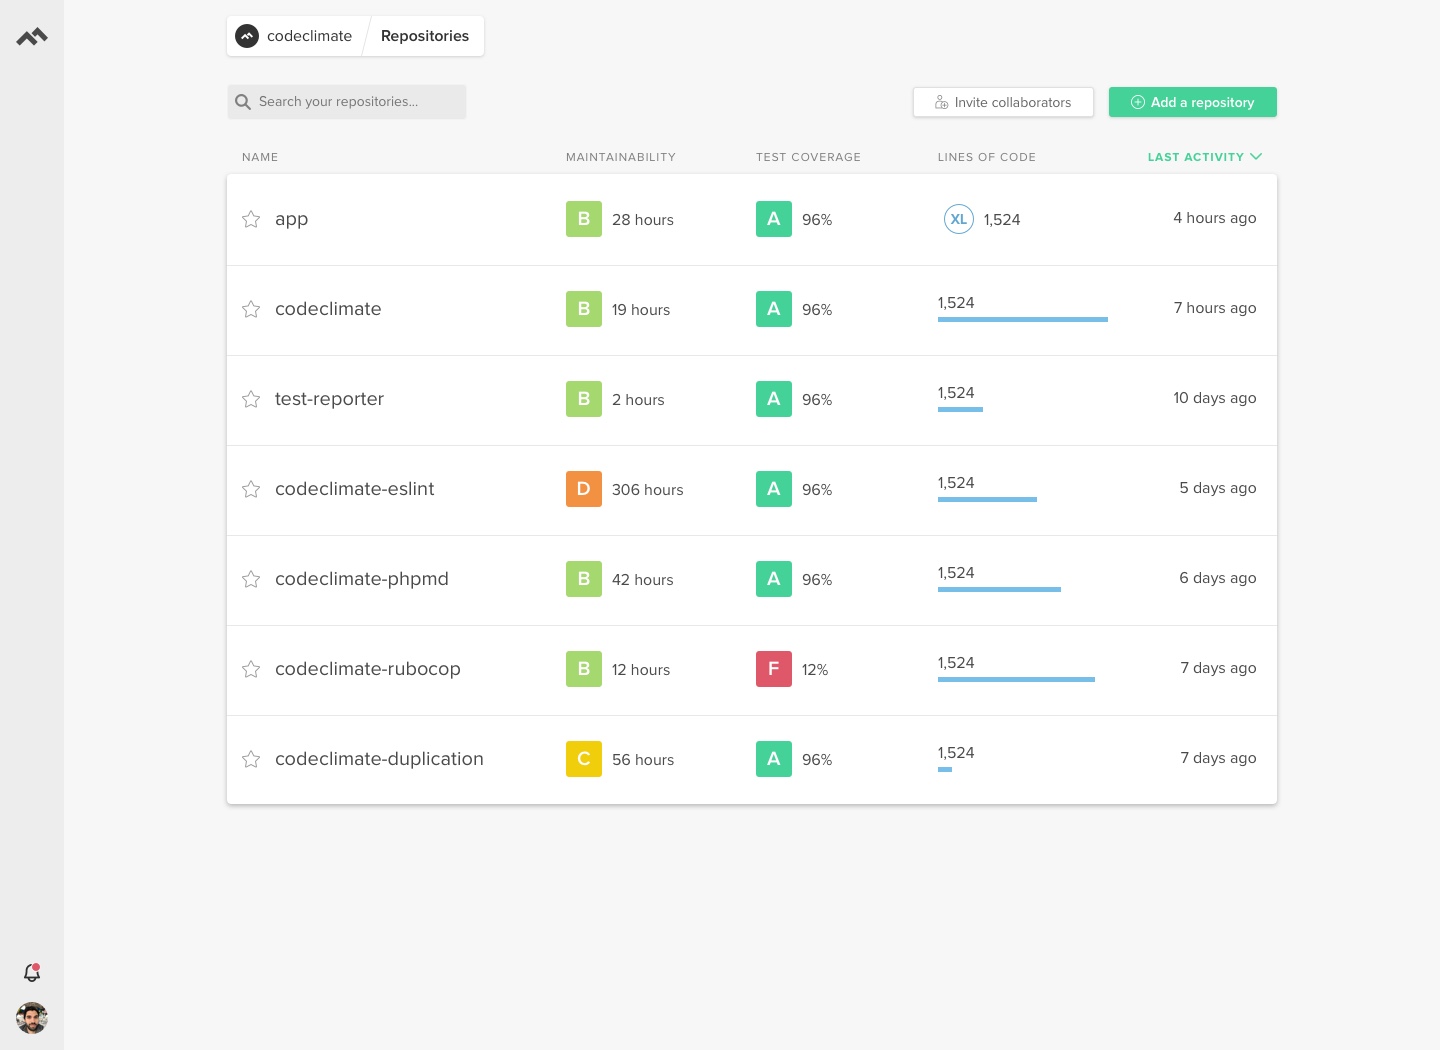 codeclimate Repositories
Search your repositories... Invite collaborators Add a repository
NAME MAINTAINABILITY TEST COVERAGE LINES OF CODE LAST ACTIVITY
app B 28 hours A 96% XL 1,524 4 hours ago
codeclimate B 19 hours A 96% 1,524 7 hours ago
test-reporter B 2 hours A 96% 1,524 10 days ago
codeclimate-eslint D 306 hours A 96% 1,524 5 days ago
codeclimate-phpmd B 42 hours A 96% 1,524 6 days ago
codeclimate-rubocop B 12 hours F 12% 1,524 7 days ago
codeclimate-duplication C 56 hours A 96% 1,524 7 days ago